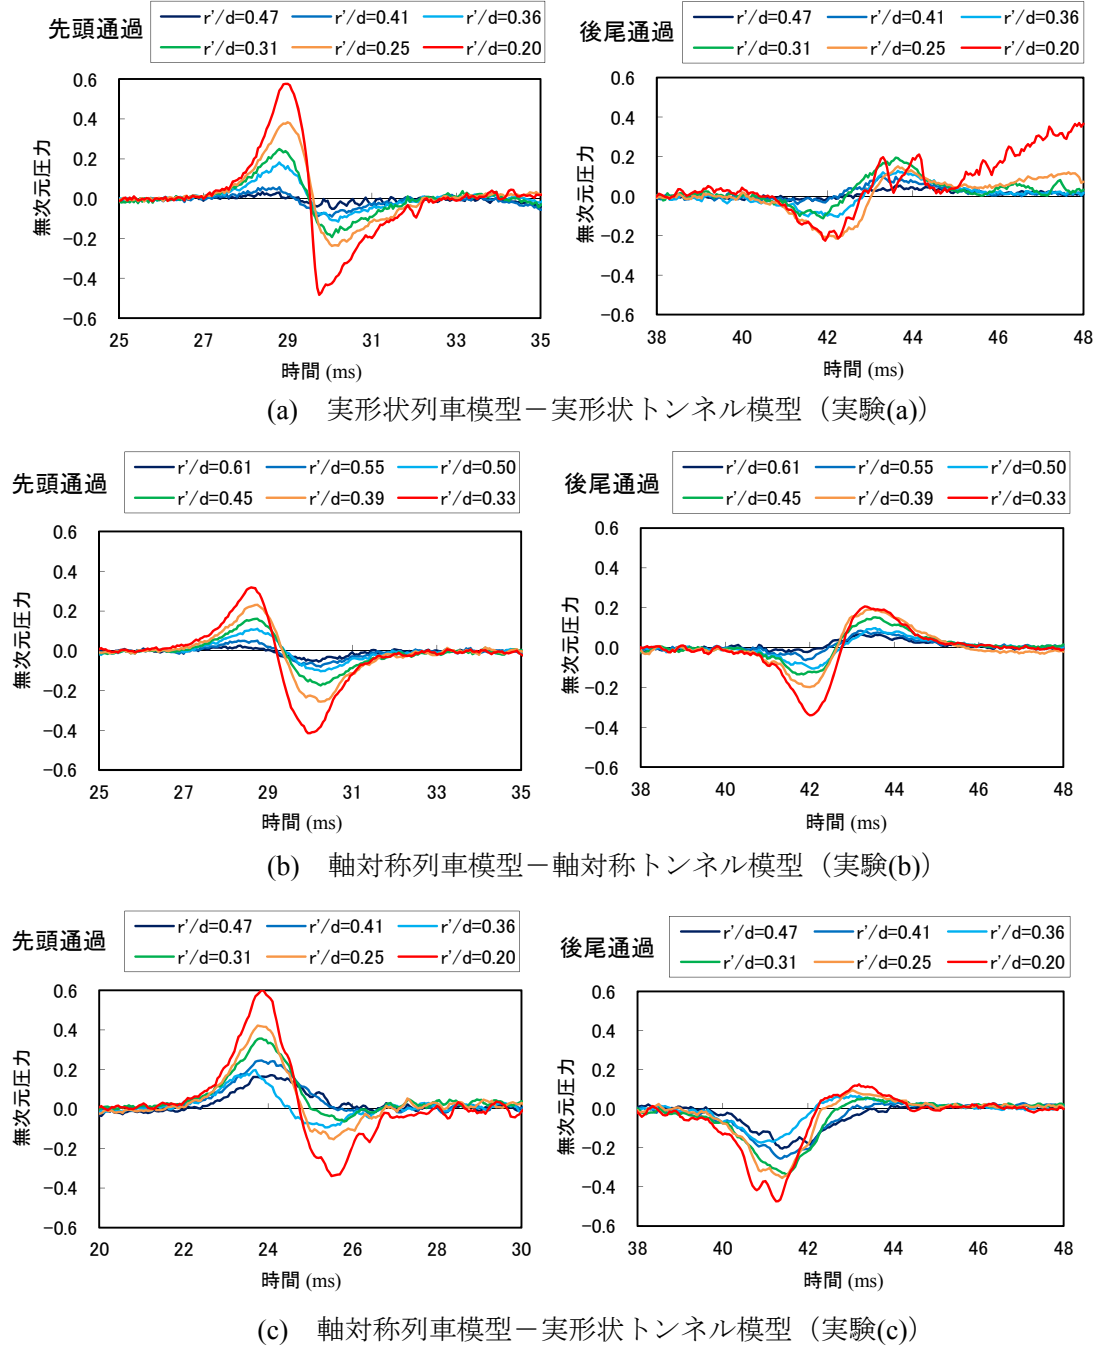 先頭通過
r'/d=0.47 r'/d=0.41 r'/d=0.36
r'/d=0.31 r'/d=0.25 r'/d=0.20
無次元圧力
0.6
0.4
0.2
0.0
−0.2
−0.4
−0.6
25 27 29 31 33 35
時間 (ms)
後尾通過
r'/d=0.47 r'/d=0.41 r'/d=0.36
r'/d=0.31 r'/d=0.25 r'/d=0.20
無次元圧力
0.6
0.4
0.2
0.0
−0.2
−0.4
−0.6
38 40 42 44 46 48
時間 (ms)
(a) 実形状列車模型－実形状トンネル模型（実験(a)）
先頭通過
r'/d=0.61 r'/d=0.55 r'/d=0.50
r'/d=0.45 r'/d=0.39 r'/d=0.33
無次元圧力
0.6
0.4
0.2
0.0
−0.2
−0.4
−0.6
25 27 29 31 33 35
時間 (ms)
後尾通過
r'/d=0.61 r'/d=0.55 r'/d=0.50
r'/d=0.45 r'/d=0.39 r'/d=0.33
無次元圧力
0.6
0.4
0.2
0.0
−0.2
−0.4
−0.6
38 40 42 44 46 48
時間 (ms)
(b) 軸対称列車模型－軸対称トンネル模型（実験(b)）
先頭通過
r'/d=0.47 r'/d=0.41 r'/d=0.36
r'/d=0.31 r'/d=0.25 r'/d=0.20
無次元圧力
0.6
0.4
0.2
0.0
−0.2
−0.4
−0.6
20 22 24 26 28 30
時間 (ms)
後尾通過
r'/d=0.47 r'/d=0.41 r'/d=0.36
r'/d=0.31 r'/d=0.25 r'/d=0.20
無次元圧力
0.6
0.4
0.2
0.0
−0.2
−0.4
−0.6
38 40 42 44 46 48
時間 (ms)
(c) 軸対称列車模型－実形状トンネル模型（実験(c)）